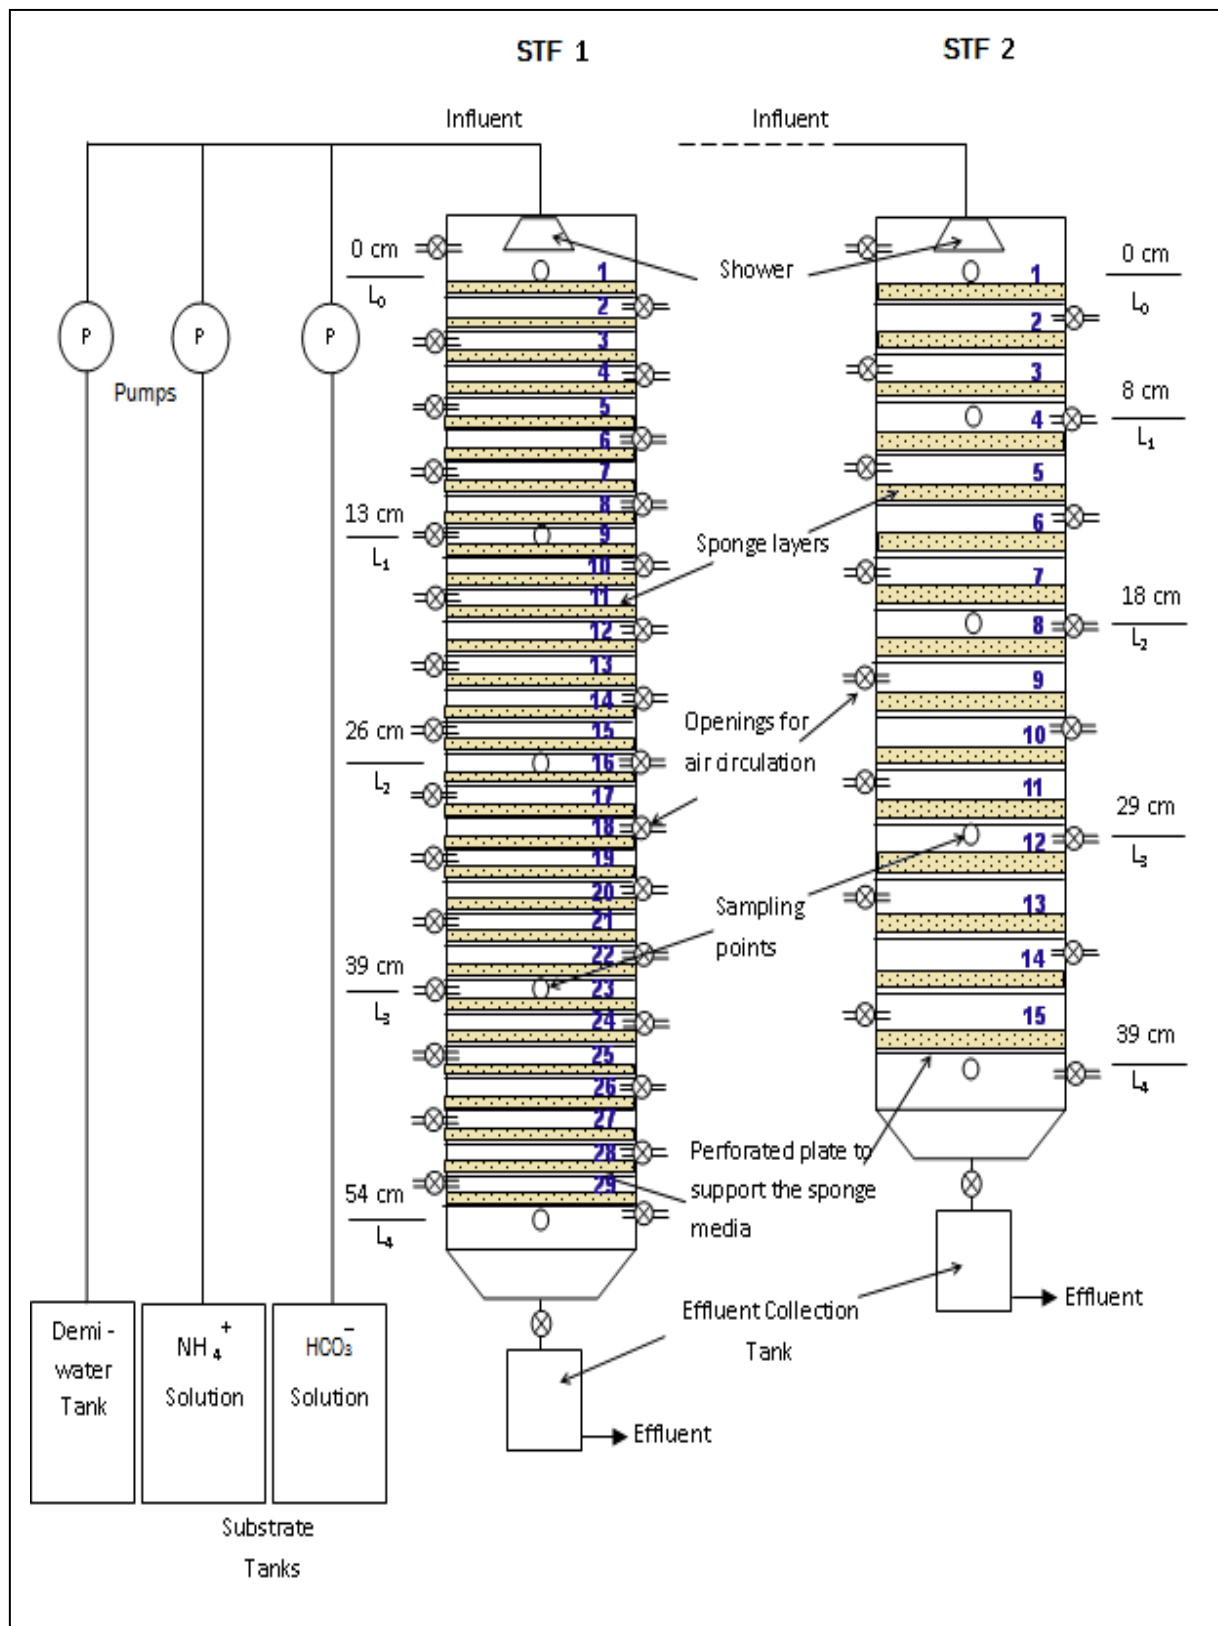 STF 1
STF 2
Influent
Influent
Shower
0 cm
L0
P
P
P
Pumps
13 cm
L1
26 cm
L2
39 cm
L3
54 cm
L4
1
2
3
4
5
6
7
8
9
10
11
12
13
14
15
16
17
18
19
20
21
22
23
24
25
26
27
28
29
Sponge layers
Openings for
air circulation
Sampling
points
Perforated plate to
support the sponge
media
Effluent Collection
Tank
1
2
3
4
5
6
7
8
9
10
11
12
13
14
15
0 cm
L0
8 cm
L1
18 cm
L2
29 cm
L3
39 cm
L4
Effluent
Effluent
Demi -
water
Tank
NH4+
Solution
HCO3−
Solution
Substrate
Tanks